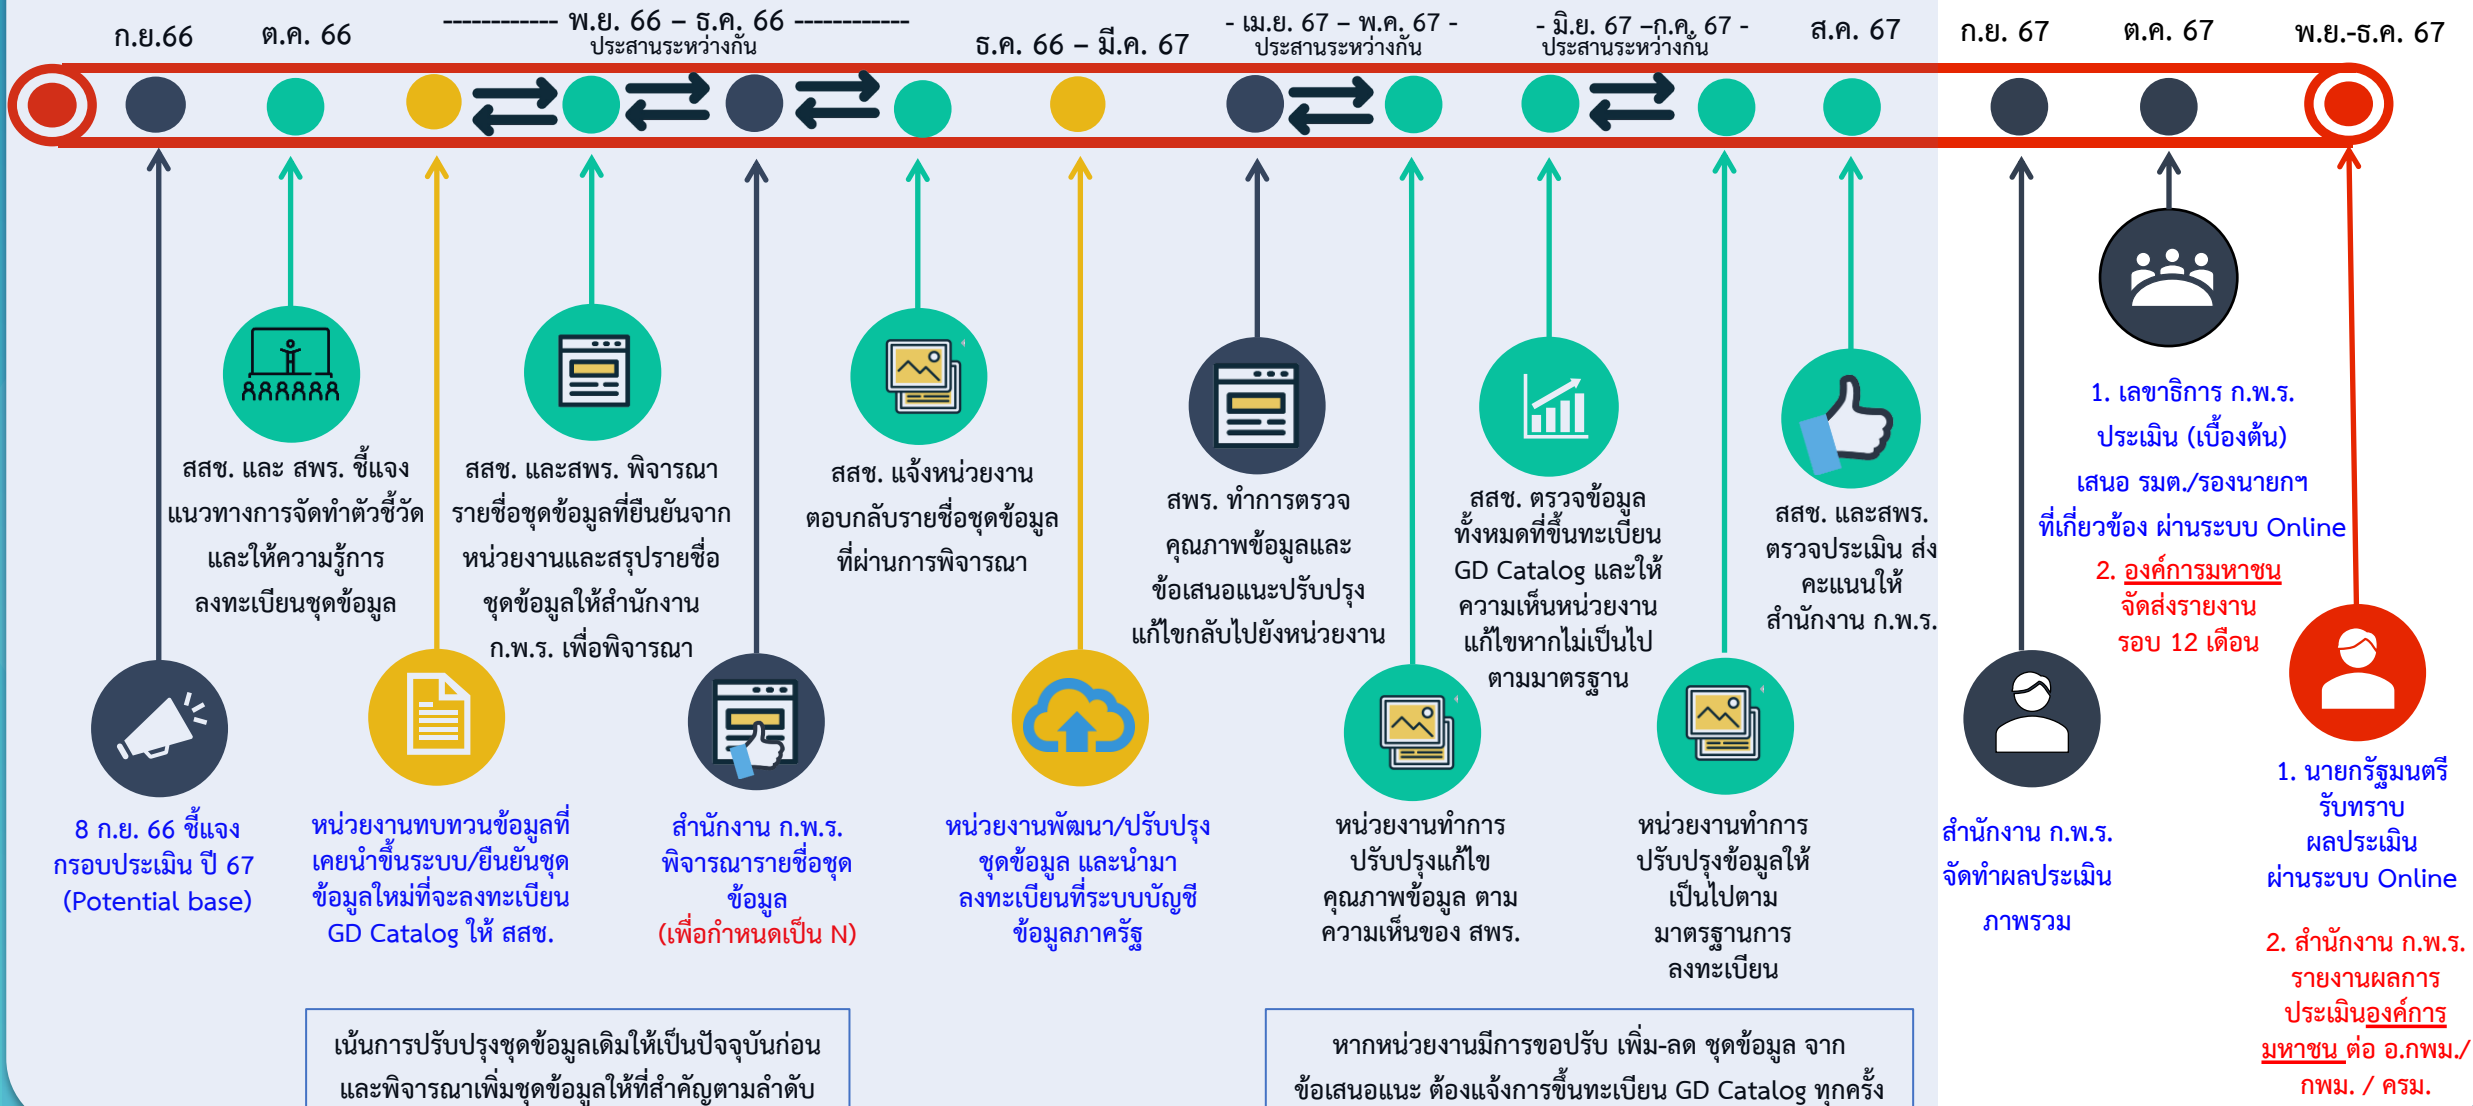 ก.ย.66
ต.ค. 66
------------ พ.ย. 66 – ธ.ค. 66 ------------
ประสานระหว่างกัน
ธ.ค. 66 – มี.ค. 67
- เม.ย. 67 – พ.ค. 67 -
ประสานระหว่างกัน
- มิ.ย. 67 –ก.ค. 67 -
ประสานระหว่างกัน
ส.ค. 67
ก.ย. 67
ต.ค. 67
พ.ย.-ธ.ค. 67
8 ก.ย. 66 ชี้แจง
กรอบประเมิน ปี 67
(Potential base)
สสช. และ สพร. ชี้แจง
แนวทางการจัดทำตัวชี้วัด
และให้ความรู้การ
ลงทะเบียนชุดข้อมูล
หน่วยงานทบทวนข้อมูลที่
เคยนำขึ้นระบบ/ยืนยันชุด
ข้อมูลใหม่ที่จะลงทะเบียน
GD Catalog ให้ สสช.
สสช. และสพร. พิจารณา
รายชื่อชุดข้อมูลที่ยืนยันจาก
หน่วยงานและสรุปรายชื่อ
ชุดข้อมูลให้สำนักงาน
ก.พ.ร. เพื่อพิจารณา
สำนักงาน ก.พ.ร.
พิจารณารายชื่อชุด
ข้อมูล
(เพื่อกำหนดเป็น N)
สสช. แจ้งหน่วยงาน
ตอบกลับรายชื่อชุดข้อมูล
ที่ผ่านการพิจารณา
หน่วยงานพัฒนา/ปรับปรุง
ชุดข้อมูล และนำมา
ลงทะเบียนที่ระบบบัญชี
ข้อมูลภาครัฐ
สพร. ทำการตรวจ
คุณภาพข้อมูลและ
ข้อเสนอแนะปรับปรุง
แก้ไขกลับไปยังหน่วยงาน
หน่วยงานทำการ
ปรับปรุงแก้ไข
คุณภาพข้อมูล ตาม
ความเห็นของ สพร.
สสช. ตรวจข้อมูล
ทั้งหมดที่ขึ้นทะเบียน
GD Catalog และให้
ความเห็นหน่วยงาน
แก้ไขหากไม่เป็นไป
ตามมาตรฐาน
หน่วยงานทำการ
ปรับปรุงข้อมูลให้
เป็นไปตาม
มาตรฐานการ
ลงทะเบียน
สสช. และสพร.
ตรวจประเมิน ส่ง
คะแนนให้
สำนักงาน ก.พ.ร.
สำนักงาน ก.พ.ร.
จัดทำผลประเมิน
ภาพรวม
1. เลขาธิการ ก.พ.ร.
ประเมิน (เบื้องต้น)
เสนอ รมต./รองนายกฯ
ที่เกี่ยวข้อง ผ่านระบบ Online
2. องค์การมหาชน
จัดส่งรายงาน
รอบ 12 เดือน
1. นายกรัฐมนตรี
รับทราบ
ผลประเมิน
ผ่านระบบ Online
2. สำนักงาน ก.พ.ร.
รายงานผลการ
ประเมินองค์การ
มหาชน ต่อ อ.กพม./
กพม. / ครม.
เน้นการปรับปรุงชุดข้อมูลเดิมให้เป็นปัจจุบันก่อน
และพิจารณาเพิ่มชุดข้อมูลให้ที่สำคัญตามลำดับ
หากหน่วยงานมีการขอปรับ เพิ่ม-ลด ชุดข้อมูล จาก
ข้อเสนอแนะ ต้องแจ้งการขึ้นทะเบียน GD Catalog ทุกครั้ง